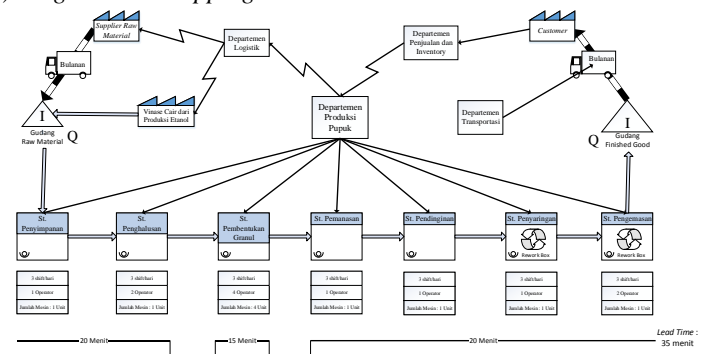 Supplier Raw
Material
Customer
Departemen
Logistik
Departemen
Penjualan dan
Inventory
Bulanan
Bulanan
I
Gudang
Raw Material
Q
Vinase Cair dari
Produksi Etanol
Departemen
Produksi
Pupuk
Departemen
Transportasi
I
Gudang
Finished Good
Q
St.
Penyimpanan
St.
Penghalusan
St.
Pembentukan
Granul
St. Pemanasan
St. Pendinginan
St. Penyaringan
Rework Box
St. Pengemasan
Rework Box
3 shift/hari
1 Operator
Jumlah Mesin : 1 Unit
3 shift/hari
2 Operator
Jumlah Mesin : 1 Unit
3 shift/hari
4 Operator
Jumlah Mesin : 4 Unit
3 shift/hari
1 Operator
Jumlah Mesin : 1 Unit
3 shift/hari
1 Operator
Jumlah Mesin : 1 Unit
3 shift/hari
1 Operator
Jumlah Mesin : 1 Unit
3 shift/hari
2 Operator
Jumlah Mesin : 1 Unit
20 Menit
15 Menit
20 Menit
Lead Time :
35 menit